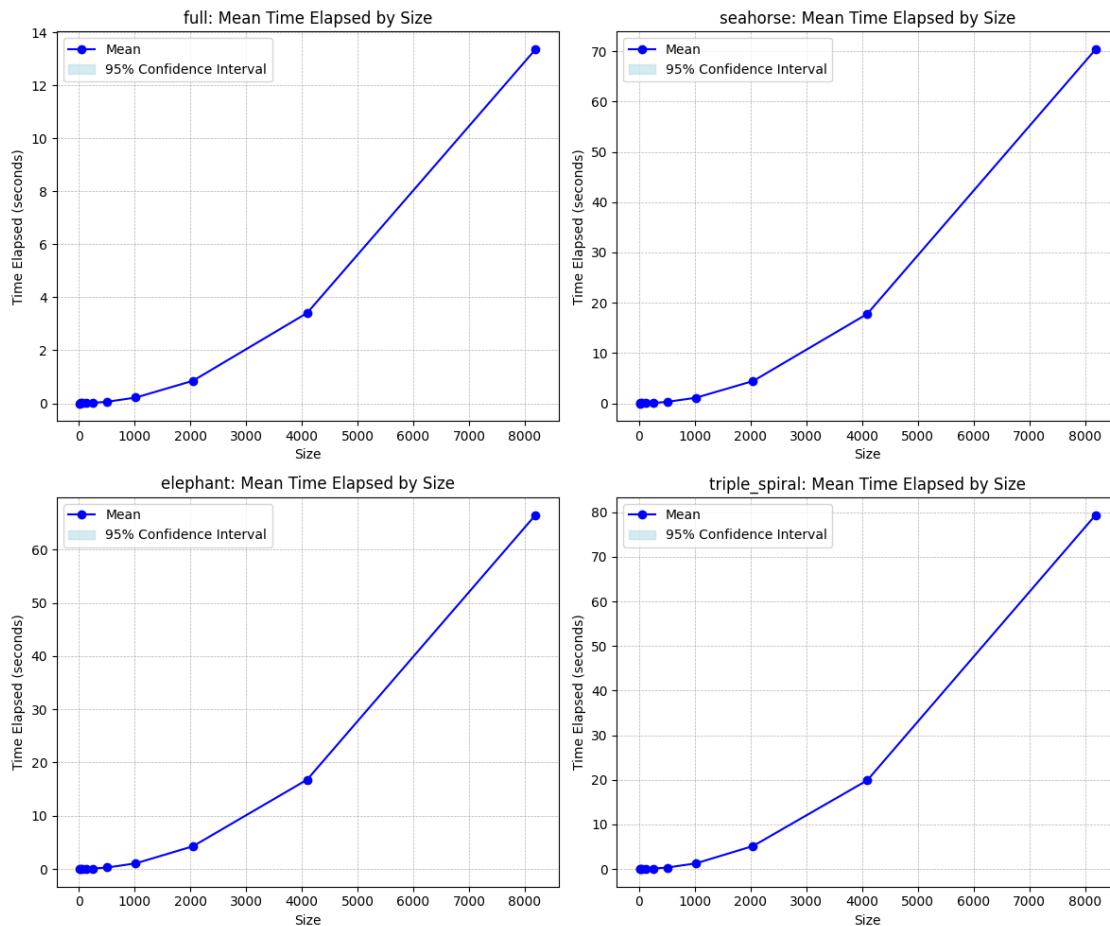 full: Mean Time Elapsed by Size
14
12
10
8
6
4
2
0
Time Elapsed (seconds)
Mean
95% Confidence Interval
0 1000 2000 3000 4000 5000 6000 7000 8000
Size
seahorse: Mean Time Elapsed by Size
70
60
50
40
30
20
10
0
Time Elapsed (seconds)
Mean
95% Confidence Interval
0 1000 2000 3000 4000 5000 6000 7000 8000
Size
elephant: Mean Time Elapsed by Size
60
50
40
30
20
10
0
Time Elapsed (seconds)
Mean
95% Confidence Interval
0 1000 2000 3000 4000 5000 6000 7000 8000
Size
triple_spiral: Mean Time Elapsed by Size
80
70
60
50
40
30
20
10
0
Time Elapsed (seconds)
Mean
95% Confidence Interval
0 1000 2000 3000 4000 5000 6000 7000 8000
Size